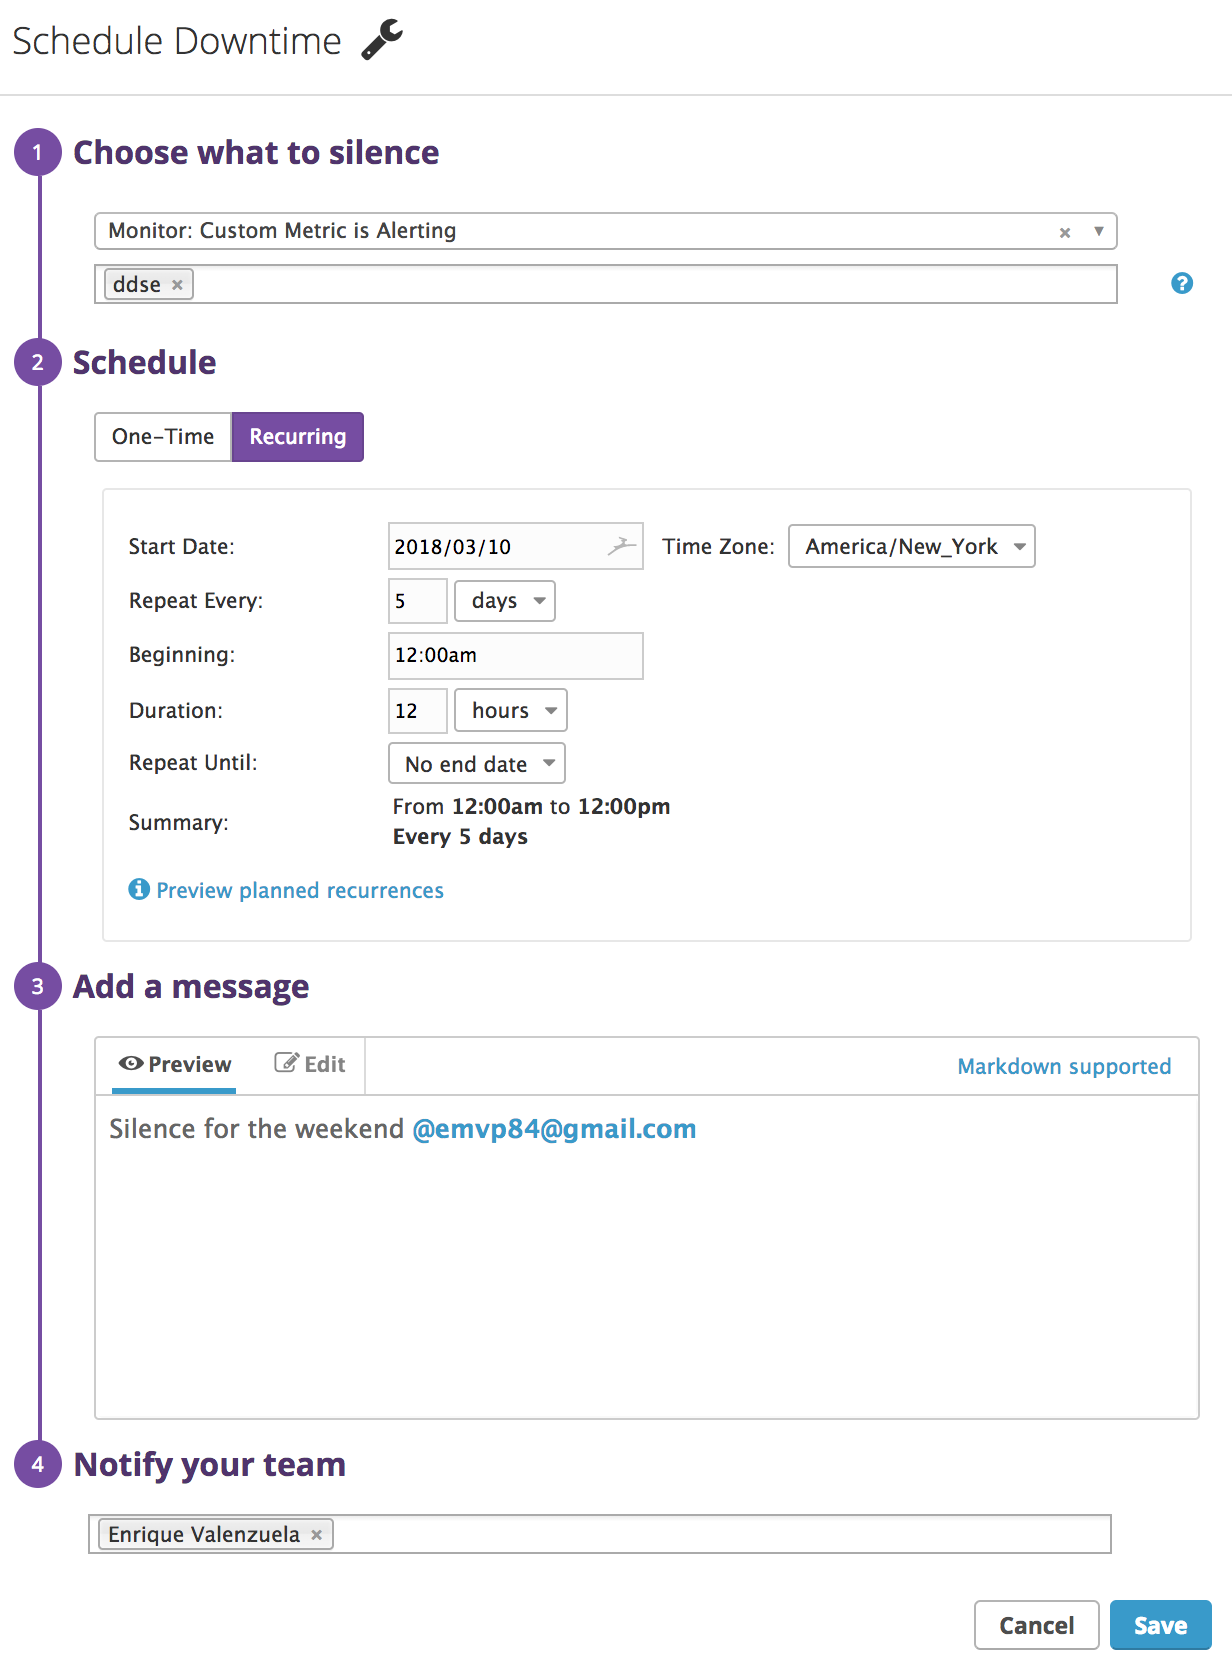 Schedule Downtime
1 Choose what to silence
Monitor: Custom Metric is Alerting × ▼
ddse × ?
2 Schedule
One-Time Recurring
Start Date: 2018/03/10 Time Zone: America/New_York
Repeat Every: 5 days
Beginning: 12:00am
Duration: 12 hours
Repeat Until: No end date
Summary: From 12:00am to 12:00pm
Every 5 days
Preview planned recurrences
3 Add a message
Preview Edit Markdown supported
Silence for the weekend @emvp84@gmail.com
4 Notify your team
Enrique Valenzuela ×
Cancel Save